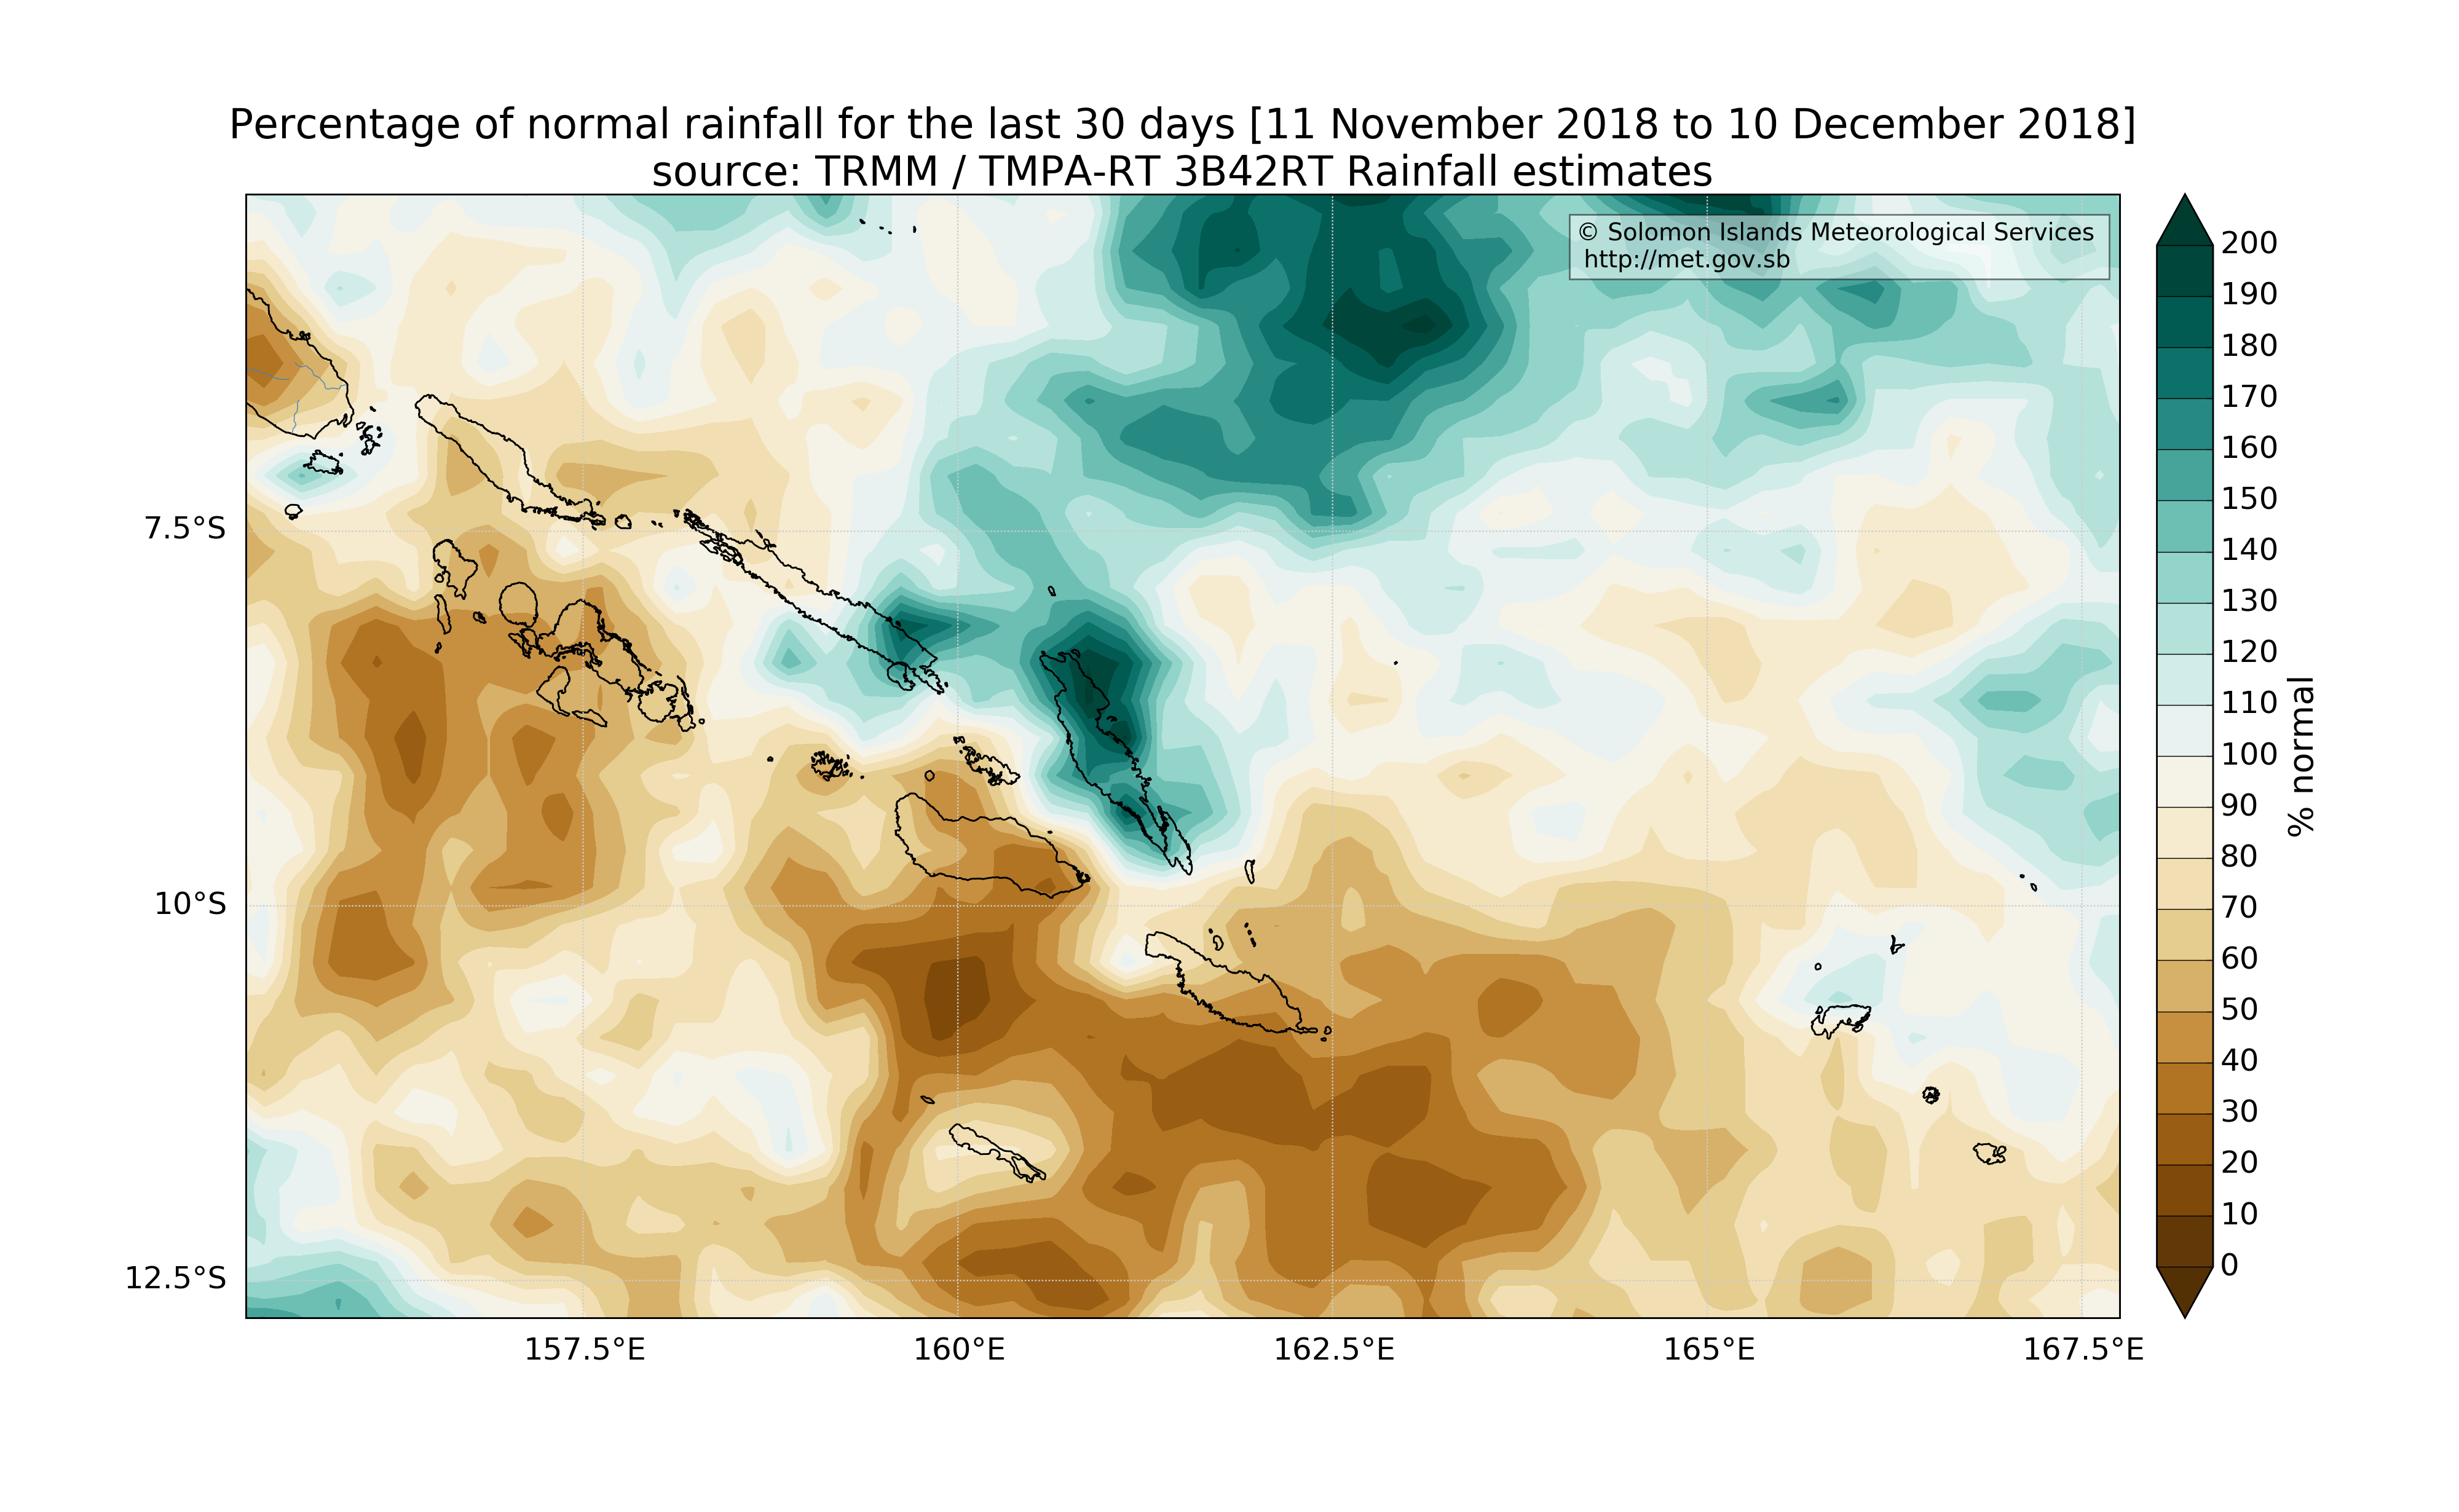 Percentage of normal rainfall for the last 30 days [11 November 2018 to 10 December 2018]
source: TRMM / TMPA-RT 3B42RT Rainfall estimates
© Solomon Islands Meteorological Services
http://met.gov.sb
7.5°S
10°S
12.5°S
157.5°E
160°E
162.5°E
165°E
167.5°E
200
190
180
170
160
150
140
130
120
110
100
90
80
70
60
50
40
30
20
10
0
% normal